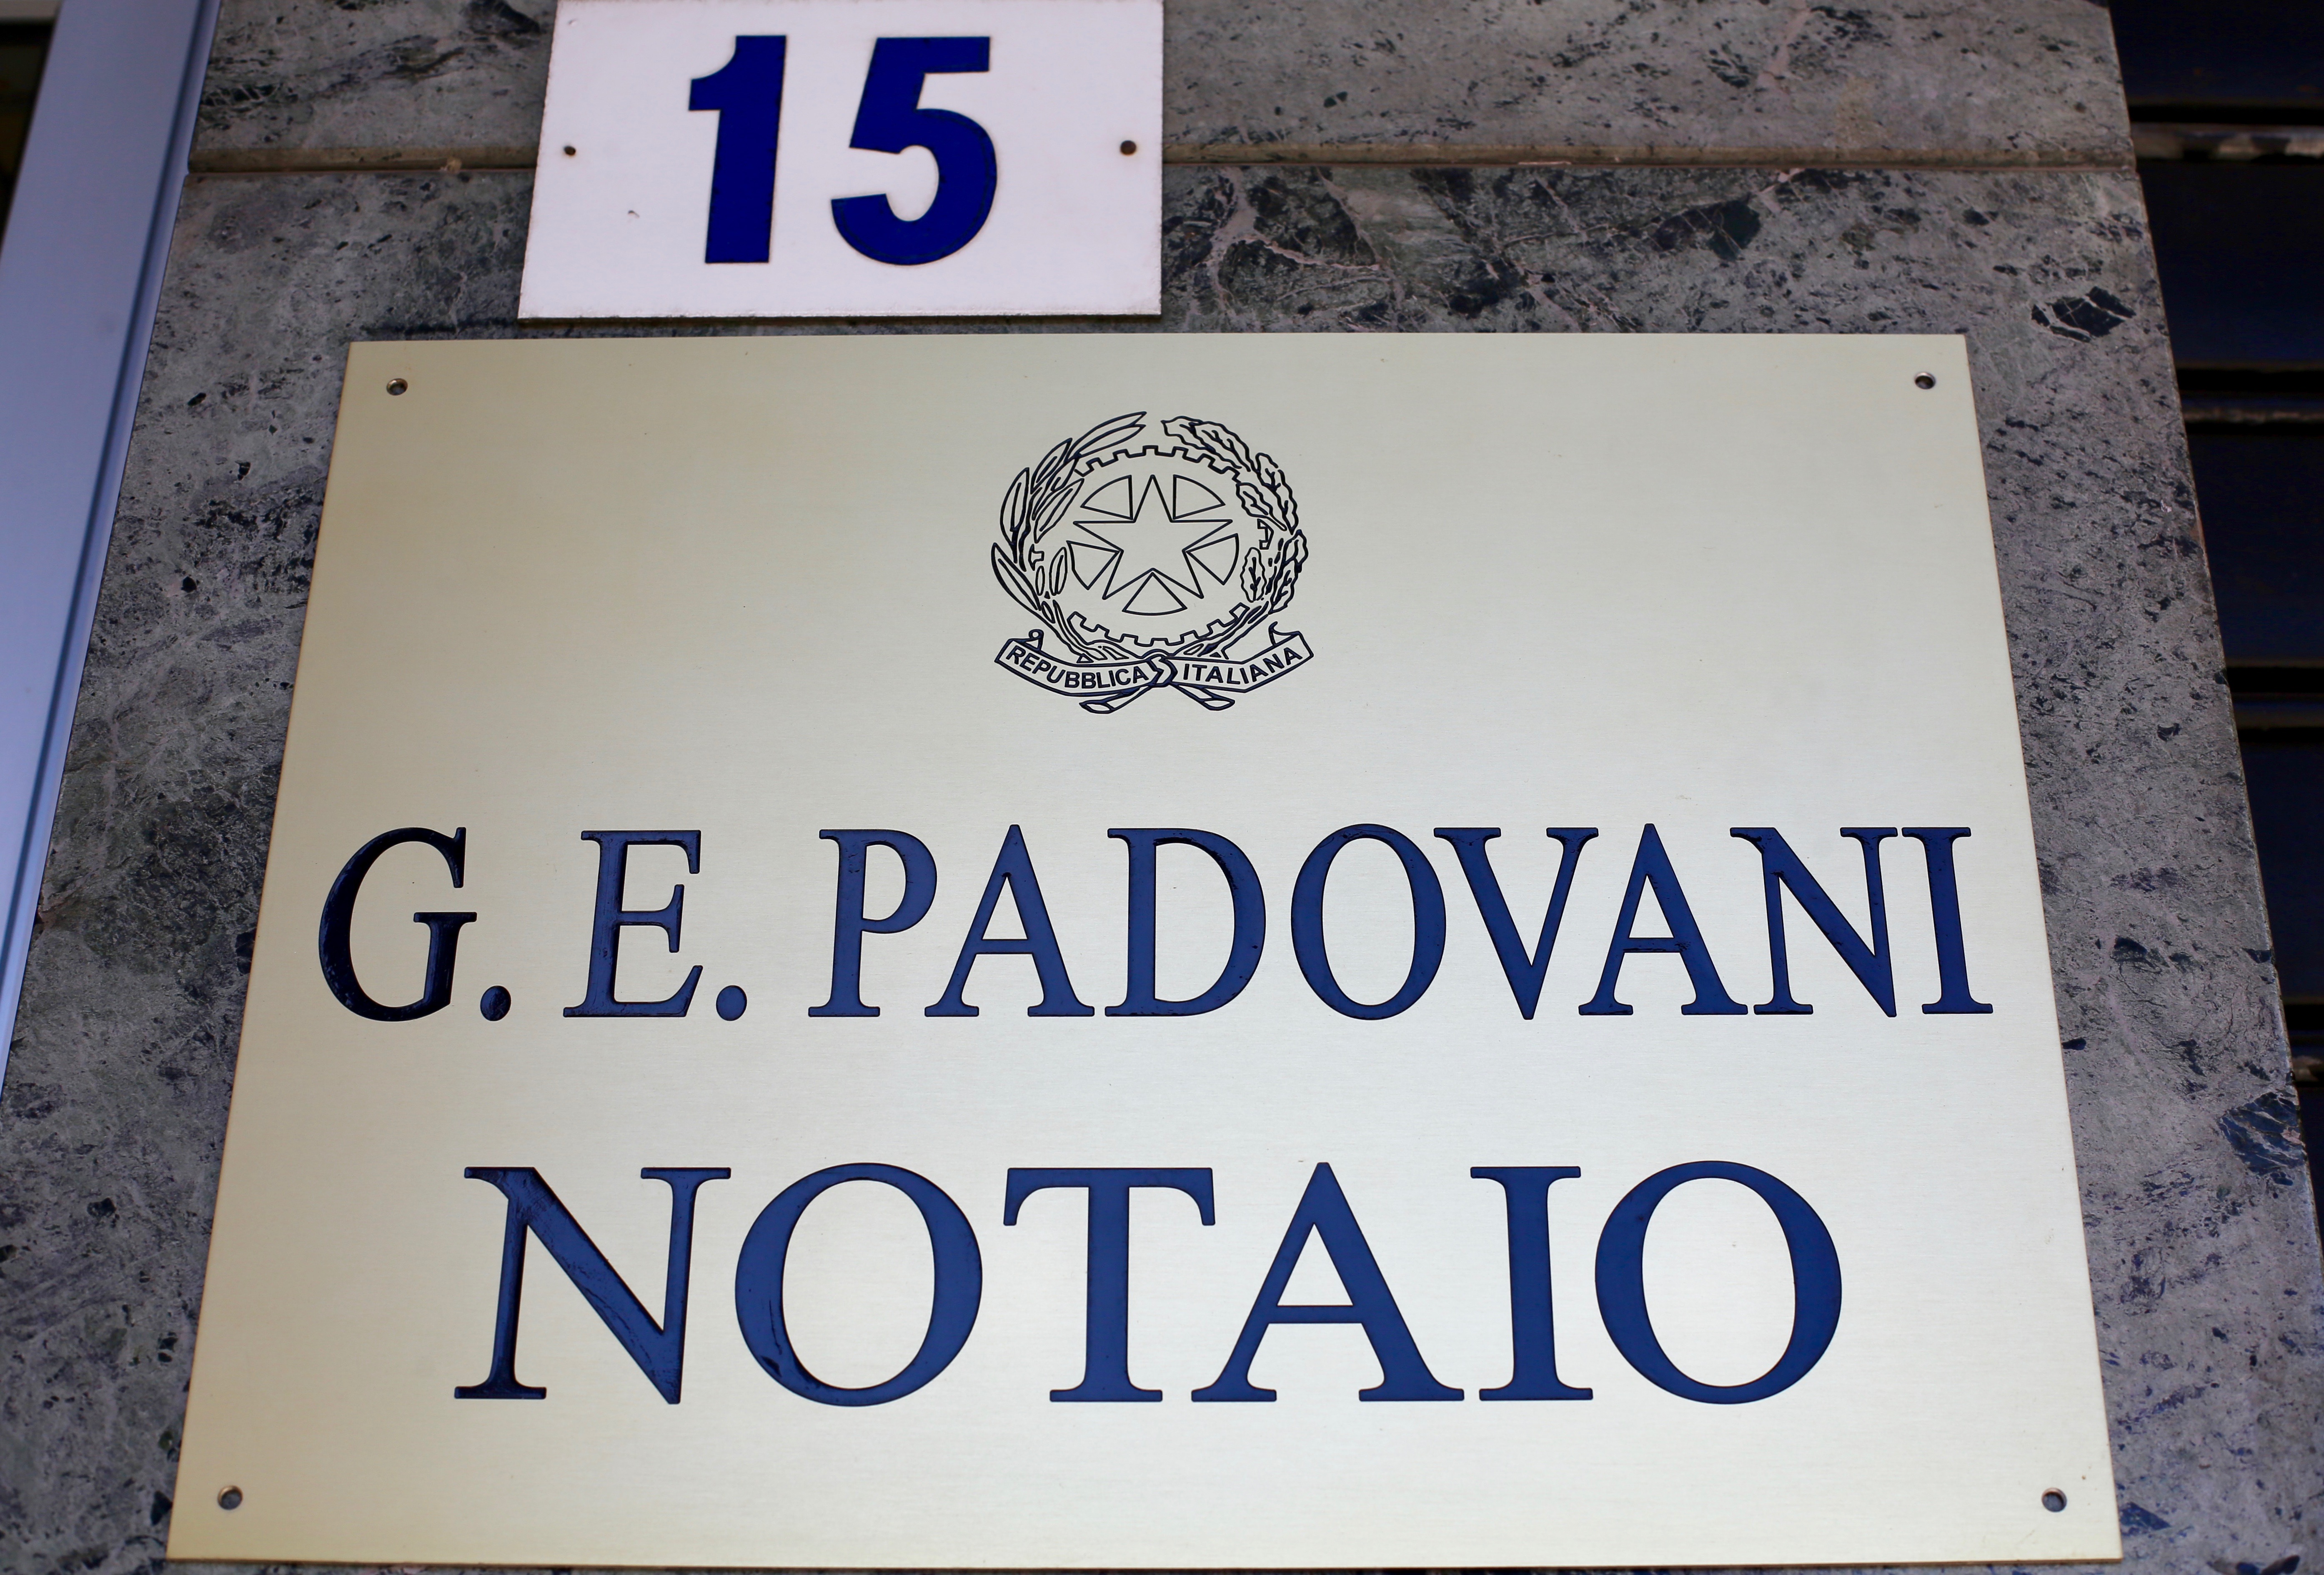 15
REPUBBLICA ITALIANA
G. E. PADOVANI
NOTAIO